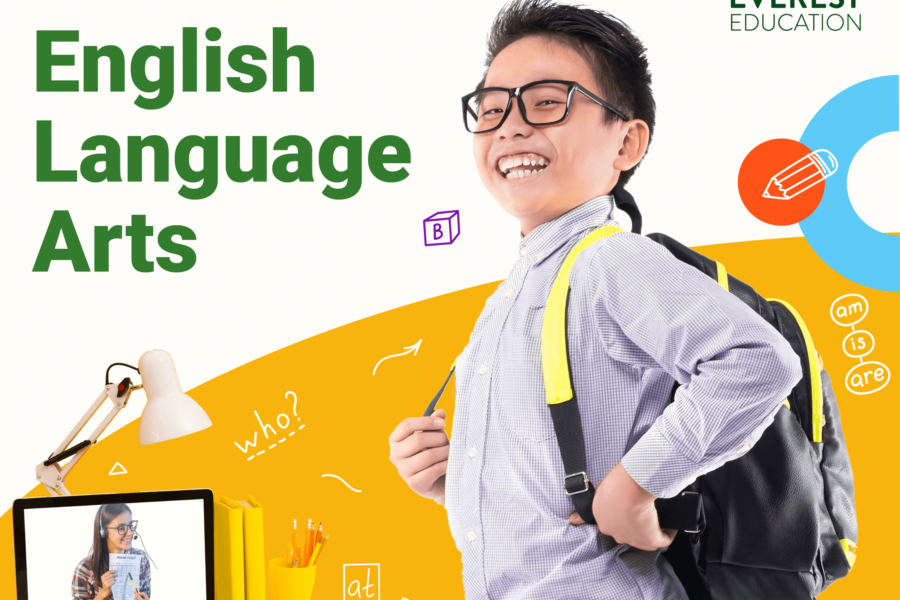 EVEREST
EDUCATION
English
Language
Arts
B
am
is
are
who?
at